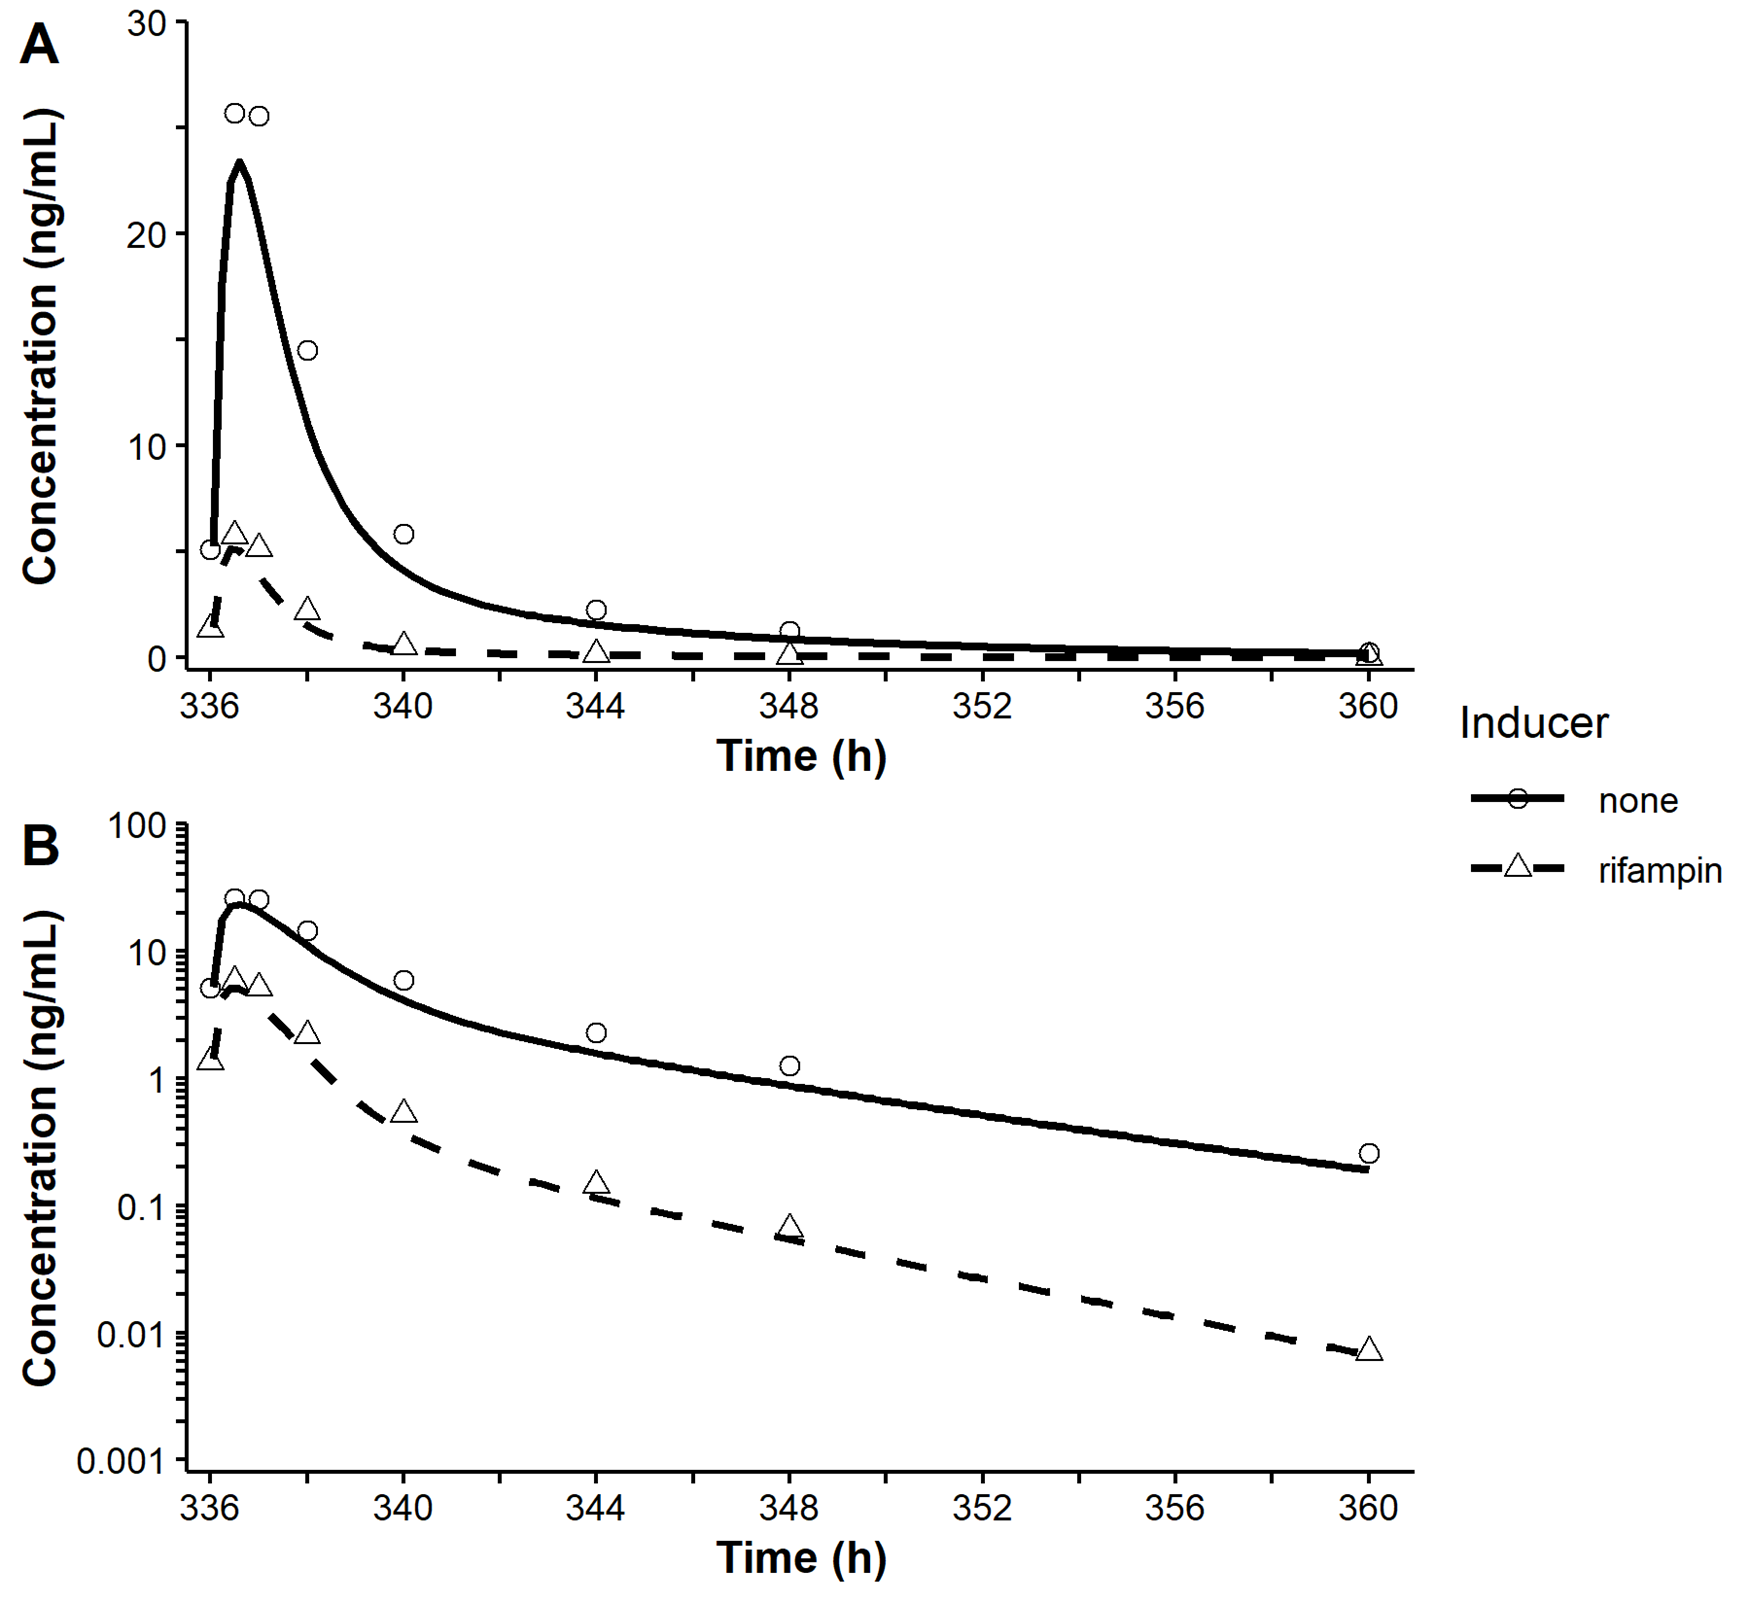 A
Concentration (ng/mL)
30
20
10
0
336 340 344 348 352 356 360
Time (h)
Inducer
none
rifampin
B
Concentration (ng/mL)
100
10
1
0.1
0.01
0.001
336 340 344 348 352 356 360
Time (h)